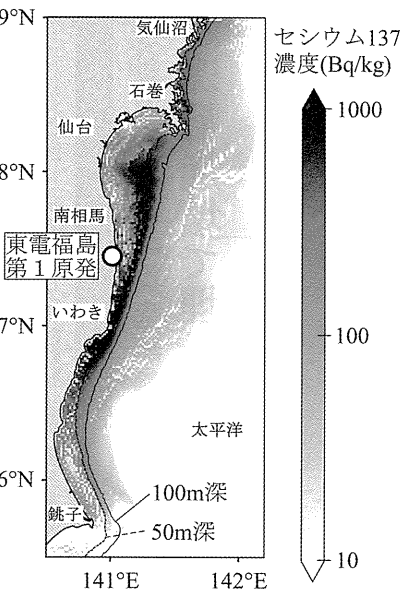 9°N
気仙沼
セシウム137
濃度(Bq/kg)
石巻
1000
仙台
8°N
南相馬
東電福島
第1原発
いわき
7°N
100
太平洋
6°N
100m深
銚子
50m深
10
141°E
142°E